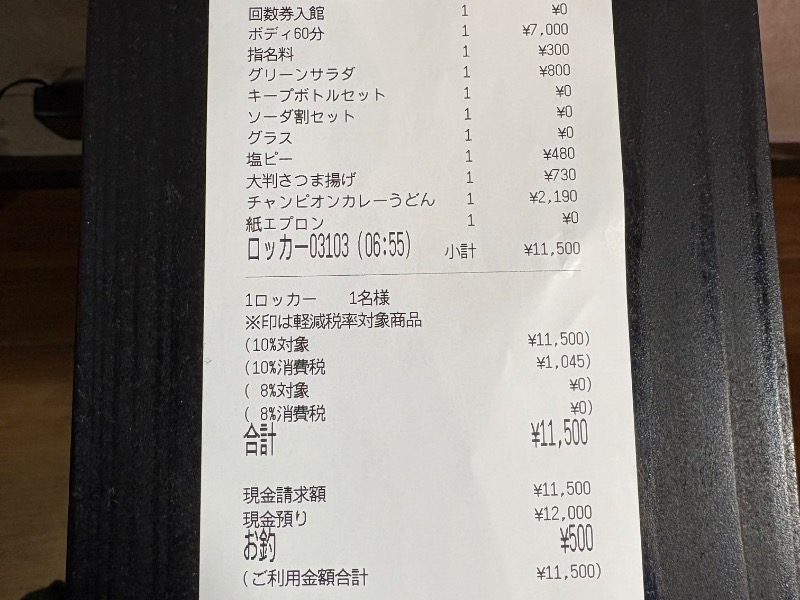 回数券入館 1 ¥0
ボディ60分 1 ¥7,000
指名料 1 ¥300
グリーンサラダ 1 ¥800
キープボトルセット 1 ¥0
ソーダ割セット 1 ¥0
グラス 1 ¥0
塩ピー 1 ¥480
大判さつま揚げ 1 ¥730
チャンピオンカレーうどん 1 ¥2,190
紙エプロン 1 ¥0
ロッカー03103 (06:55) 小計 ¥11,500
1ロッカー 1名様
※印は軽減税率対象商品
(10%対象 ¥11,500)
(10%消費税 ¥1,045)
( 8%対象 ¥0)
( 8%消費税 ¥0)
合計 ¥11,500
現金請求額 ¥11,500
現金預り ¥12,000
お釣 ¥500
(ご利用金額合計 ¥11,500)